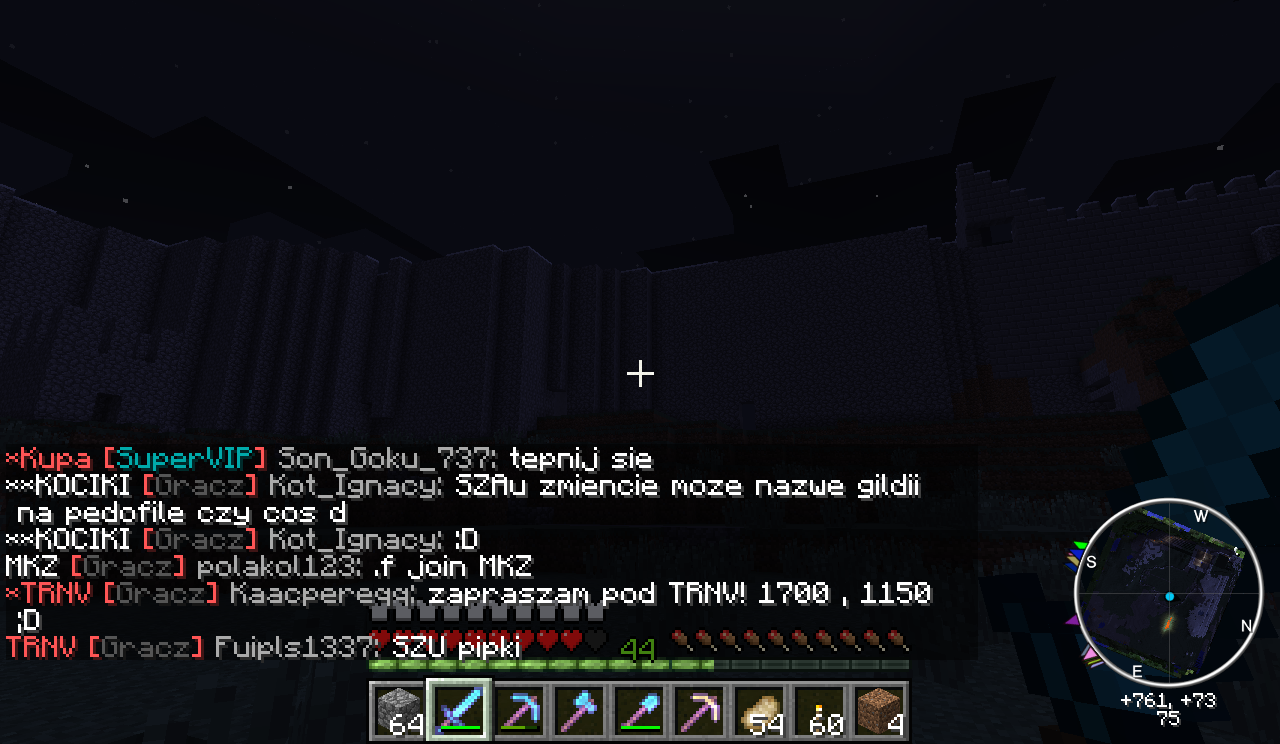 ×Kupa [SuperVIP] Son_Goku_737: tepnij sie
××KOCIKI [Gracz] Kot_Ignacy: SZAu zmiencie moze nazwe gildii
na pedofile czy cos d
××KOCIKI [Gracz] Kot_Ignacy: :D
MKZ [Gracz] polakol123: .f join MKZ
×TRNV [Gracz] Kaacperegg: zapraszam pod TRNV! 1700 , 1150
;D
TRNV [Gracz] Fuipls1337: SZU pipki
44
64
54
60
4
W
S
N
E
+761, +73
75